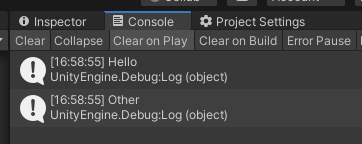 Inspector Console Project Settings
Clear Collapse Clear on Play Clear on Build Error Pause
[16:58:55] Hello
UnityEngine.Debug:Log (object)
[16:58:55] Other
UnityEngine.Debug:Log (object)